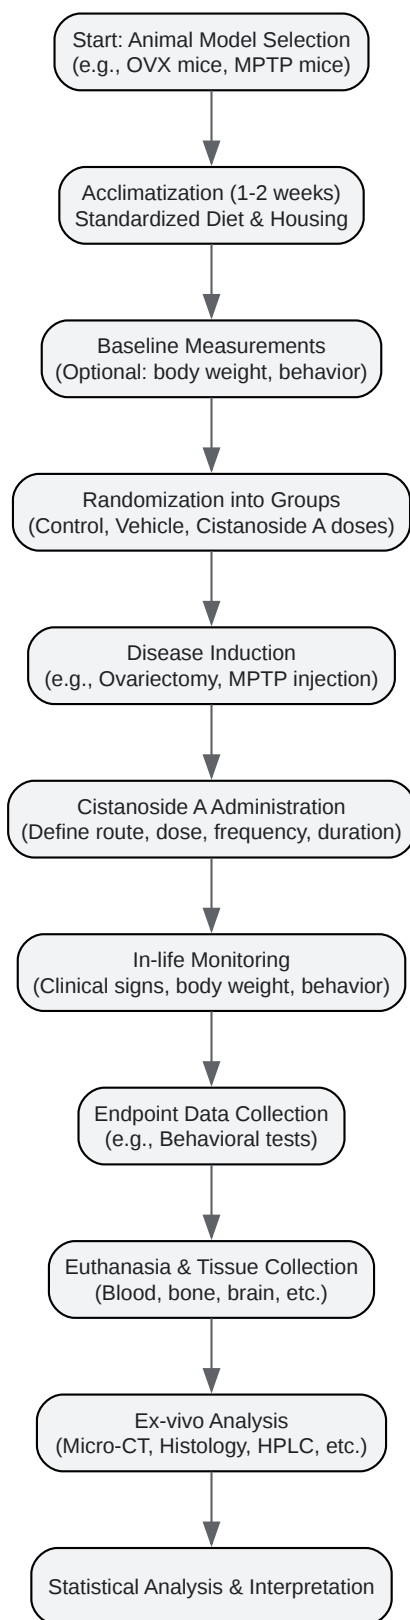 Start: Animal Model Selection
(e.g., OVX mice, MPTP mice)
Acclimatization (1-2 weeks)
Standardized Diet & Housing
Baseline Measurements
(Optional: body weight, behavior)
Randomization into Groups
(Control, Vehicle, Cistanoside A doses)
Disease Induction
(e.g., Ovariectomy, MPTP injection)
Cistanoside A Administration
(Define route, dose, frequency, duration)
In-life Monitoring
(Clinical signs, body weight, behavior)
Endpoint Data Collection
(e.g., Behavioral tests)
Euthanasia & Tissue Collection
(Blood, bone, brain, etc.)
Ex-vivo Analysis
(Micro-CT, Histology, HPLC, etc.)
Statistical Analysis & Interpretation